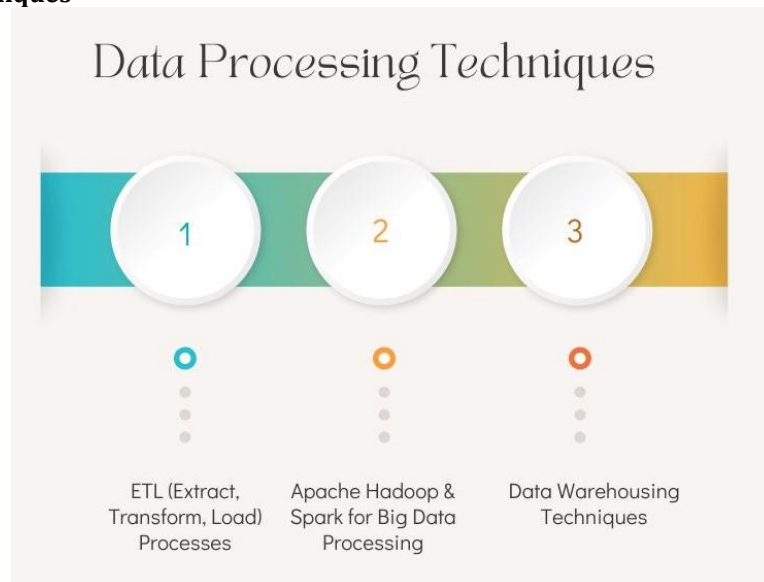 niques
Data Processing Techniques
1
2
3
ETL (Extract,
Transform, Load)
Processes
Apache Hadoop &
Spark for Big Data
Processing
Data Warehousing
Techniques